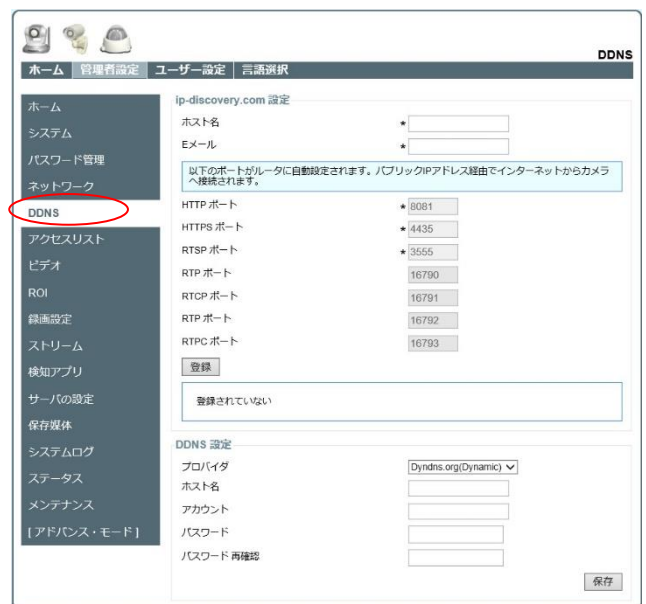 DDNS
ホーム 管理者設定 ユーザー設定 言語選択
ホーム
システム
パスワード管理
ネットワーク
DDNS
アクセスリスト
ビデオ
ROI
録画設定
ストリーム
検知アプリ
サーバの設定
保存媒体
システムログ
ステータス
メンテナンス
[アドバンス・モード]
ip-discovery.com 設定
ホスト名 *
Eメール *
以下のポートがルータに自動設定されます。パブリックIPアドレス経由でインターネットからカメラ
へ接続されます。
HTTP ポート * 8081
HTTPS ポート * 4435
RTSP ポート * 3555
RTP ポート 16790
RTCP ポート 16791
RTP ポート 16792
RTPC ポート 16793
登録
登録されていない
DDNS 設定
プロバイダ Dyndns.org(Dynamic)
ホスト名
アカウント
パスワード
パスワード 再確認
保存